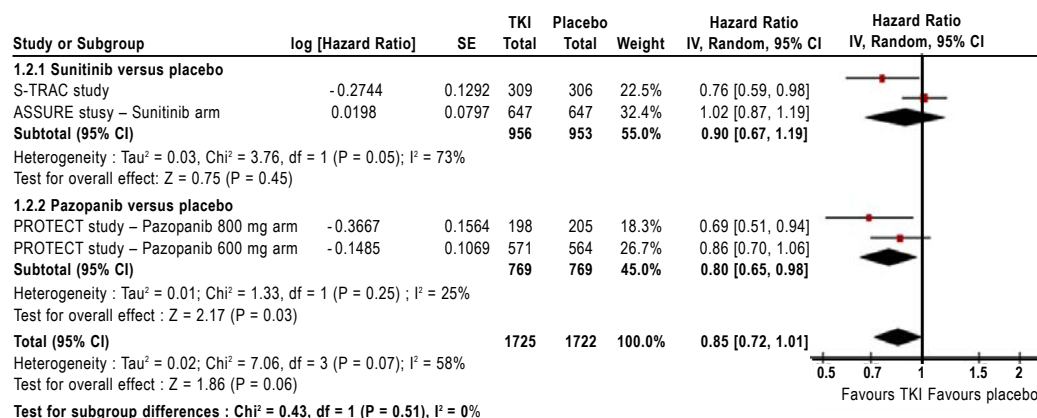 TKI Placebo Hazard Ratio Hazard Ratio
Study or Subgroup log [Hazard Ratio] SE Total Total Weight IV, Random, 95% CI IV, Random, 95% CI
1.2.1 Sunitinib versus placebo
S-TRAC study -0.2744 0.1292 309 306 22.5% 0.76 [0.59, 0.98]
ASSURE stusy – Sunitinib arm 0.0198 0.0797 647 647 32.4% 1.02 [0.87, 1.19]
Subtotal (95% CI) 956 953 55.0% 0.90 [0.67, 1.19]
Heterogeneity : Tau² = 0.03, Chi² = 3.76, df = 1 (P = 0.05); I² = 73%
Test for overall effect: Z = 0.75 (P = 0.45)
1.2.2 Pazopanib versus placebo
PROTECT study – Pazopanib 800 mg arm -0.3667 0.1564 198 205 18.3% 0.69 [0.51, 0.94]
PROTECT study – Pazopanib 600 mg arm -0.1485 0.1069 571 564 26.7% 0.86 [0.70, 1.06]
Subtotal (95% CI) 769 769 45.0% 0.80 [0.65, 0.98]
Heterogeneity : Tau² = 0.01; Chi² = 1.33, df = 1 (P = 0.25) ; I² = 25%
Test for overall effect : Z = 2.17 (P = 0.03)
Total (95% CI) 1725 1722 100.0% 0.85 [0.72, 1.01]
Heterogeneity : Tau² = 0.02; Chi² = 7.06, df = 3 (P = 0.07); I² = 58%
Test for overall effect : Z = 1.86 (P = 0.06)
Test for subgroup differences : Chi² = 0.43, df = 1 (P = 0.51), I² = 0%
0.5 0.7 1 1.5 2
Favours TKI Favours placebo